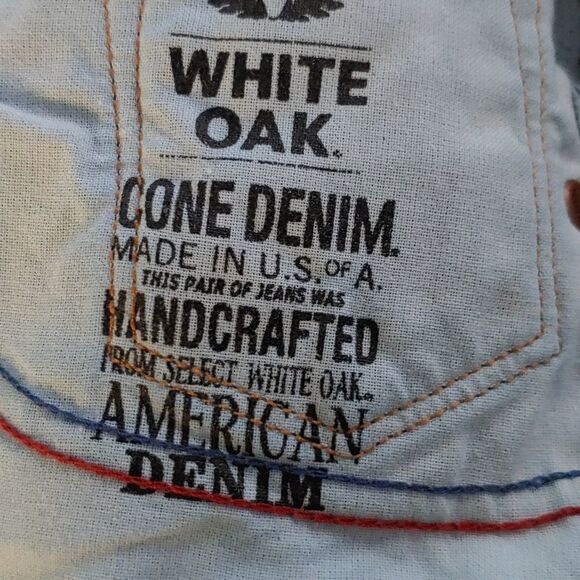 WHITE
OAK.
CONE DENIM.
MADE IN U.S. OF A.
THIS PAIR OF JEANS WAS
HANDCRAFTED
FROM SELECT WHITE OAK®
AMERICAN
DENIM